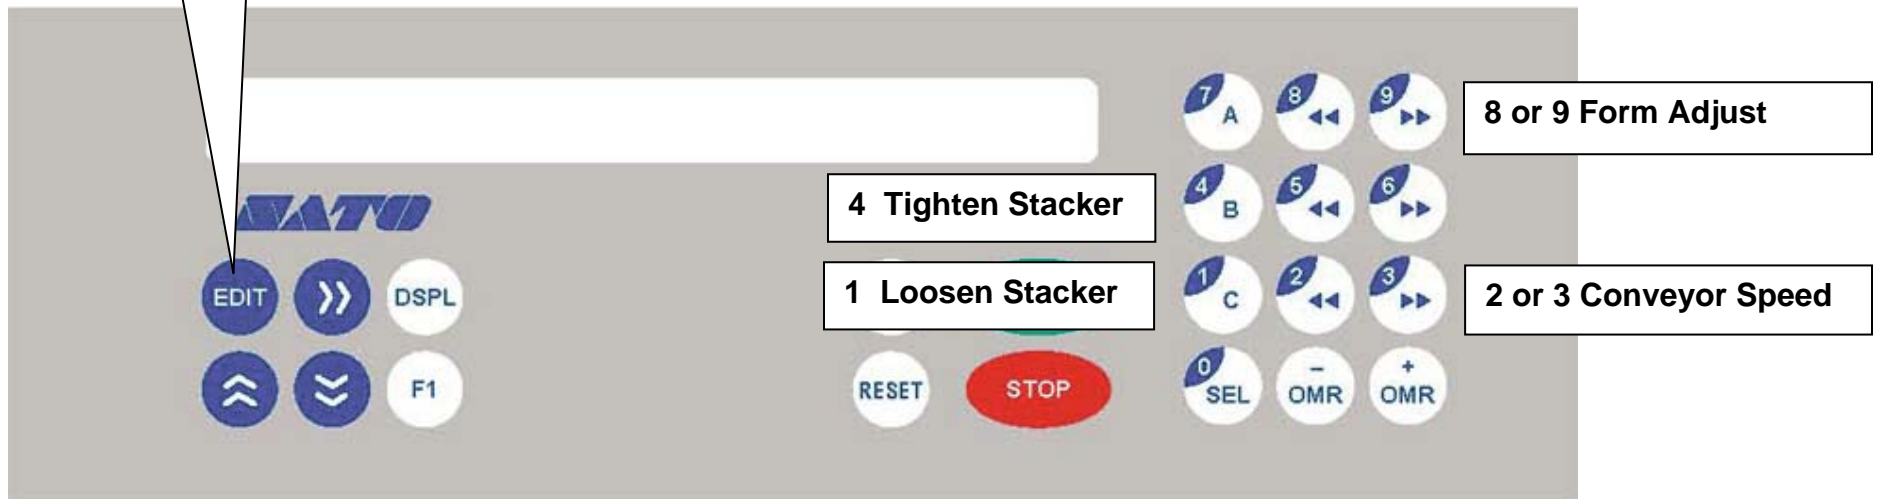 7 A
8
9
8 or 9 Form Adjust
SATO
4 Tighten Stacker
4 B
5
6
EDIT
DSPL
1 Loosen Stacker
1 C
2
3
2 or 3 Conveyor Speed
F1
RESET
STOP
0 SEL
- OMR
+ OMR